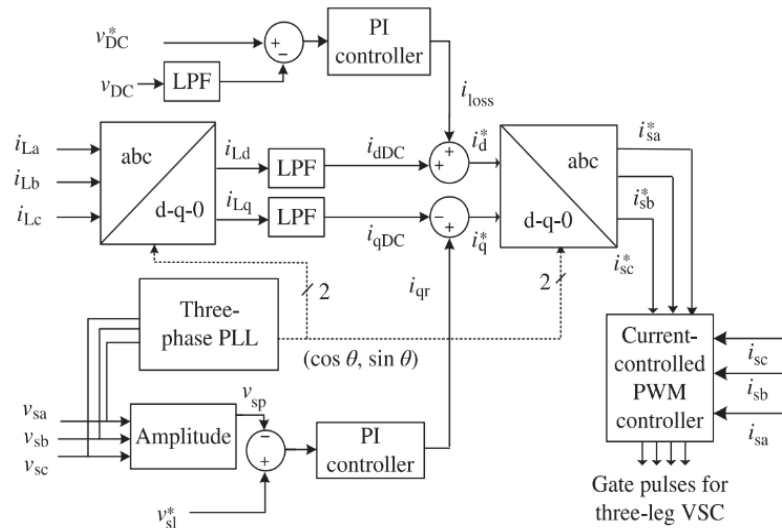 v*DC
PI
controller
vDC
LPF
iloss
iLa
iLb
iLc
abc
d-q-0
iLd
LPF
idDC
i*d
iLq
LPF
iqDC
i*q
abc
d-q-0
i*sa
i*sb
i*sc
2
2
iqr
Three-
phase PLL
(cos θ, sin θ)
Current-
controlled
PWM
controller
isc
isb
isa
vsa
vsb
vsc
Amplitude
vsp
PI
controller
v*sl
Gate pulses for
three-leg VSC